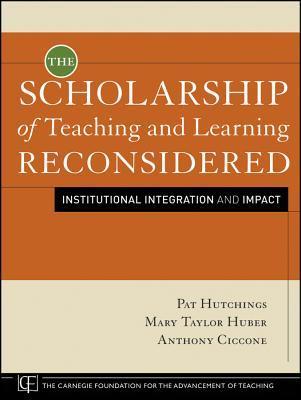 THE
SCHOLARSHIP
of Teaching and Learning
RECONSIDERED
INSTITUTIONAL INTEGRATION AND IMPACT
PAT HUTCHINGS
MARY TAYLOR HUBER
ANTHONY CICCONE
CF THE CARNEGIE FOUNDATION FOR THE ADVANCEMENT OF TEACHING